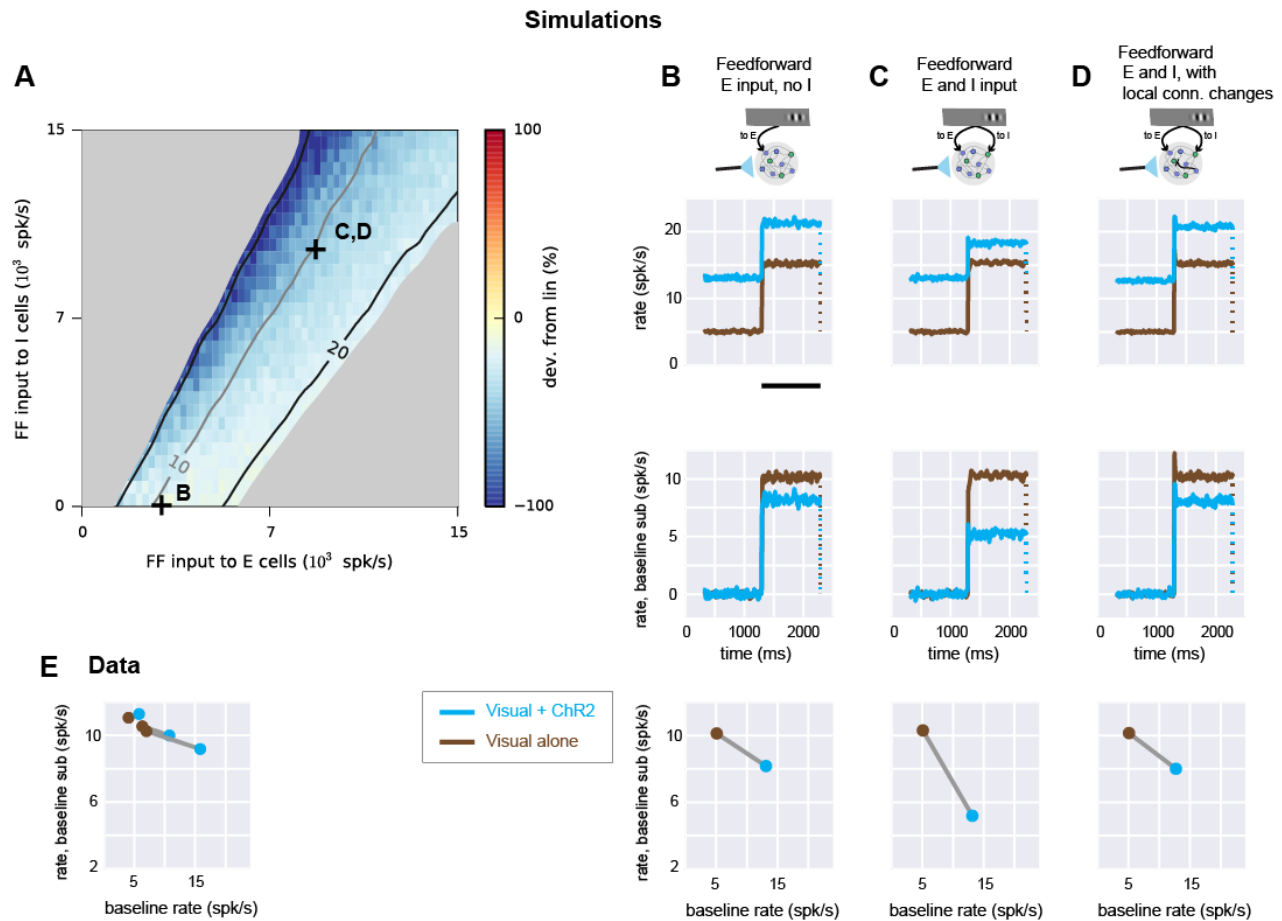 Simulations
A
15
7
0
0
7
15
FF input to I cells (10³ spk/s)
FF input to E cells (10³ spk/s)
10
20
B
C,D
100
0
−100
dev. from lin (%)
B
Feedforward
E input, no I
to E
C
Feedforward
E and I input
to E
to I
D
Feedforward
E and I, with
local conn. changes
to E
to I
rate (spk/s)
20
10
0
rate, baseline sub (spk/s)
10
5
0
0
1000
2000
time (ms)
0
1000
2000
time (ms)
0
1000
2000
time (ms)
E Data
rate, baseline sub (spk/s)
10
6
2
5
15
baseline rate (spk/s)
Visual + ChR2
Visual alone
rate, baseline sub (spk/s)
10
6
2
5
15
baseline rate (spk/s)
5
15
baseline rate (spk/s)
5
15
baseline rate (spk/s)